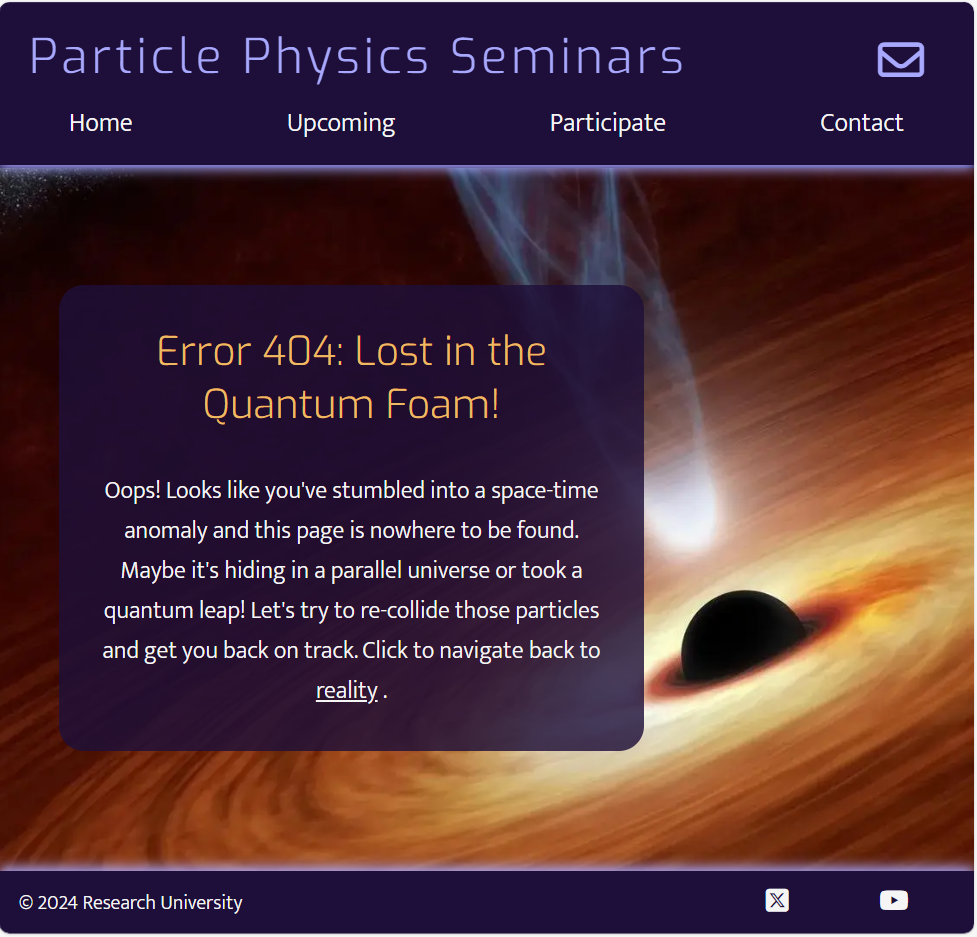 Particle Physics Seminars
Home Upcoming Participate Contact
Error 404: Lost in the
Quantum Foam!
Oops! Looks like you've stumbled into a space-time
anomaly and this page is nowhere to be found.
Maybe it's hiding in a parallel universe or took a
quantum leap! Let's try to re-collide those particles
and get you back on track. Click to navigate back to
reality .
© 2024 Research University